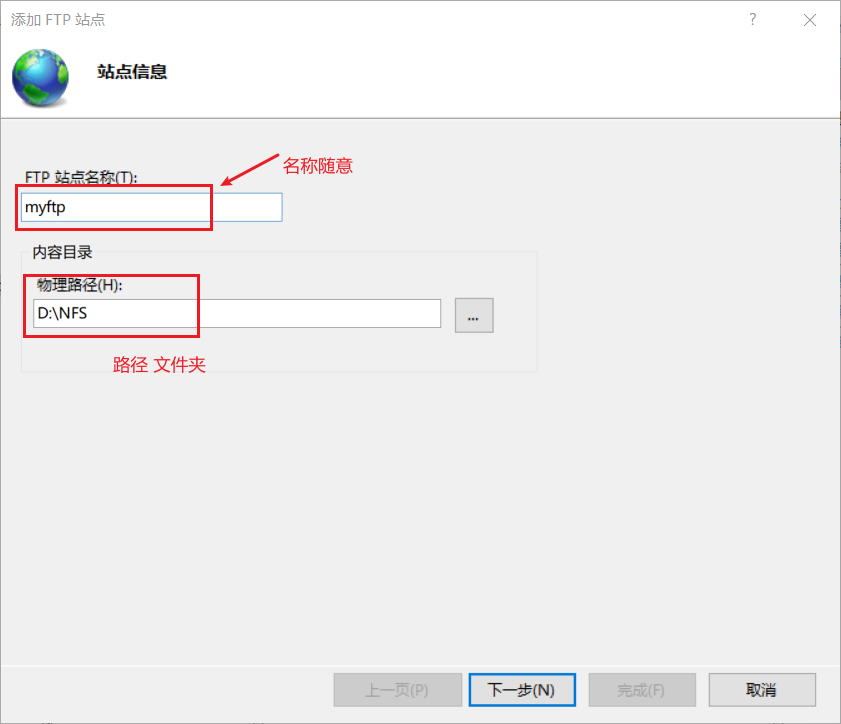 添加 FTP 站点
?
站点信息
名称随意
FTP 站点名称(T):
myftp
内容目录
物理路径(H):
D:\NFS
...
路径 文件夹
上一页(P) 下一步(N) 完成(F) 取消